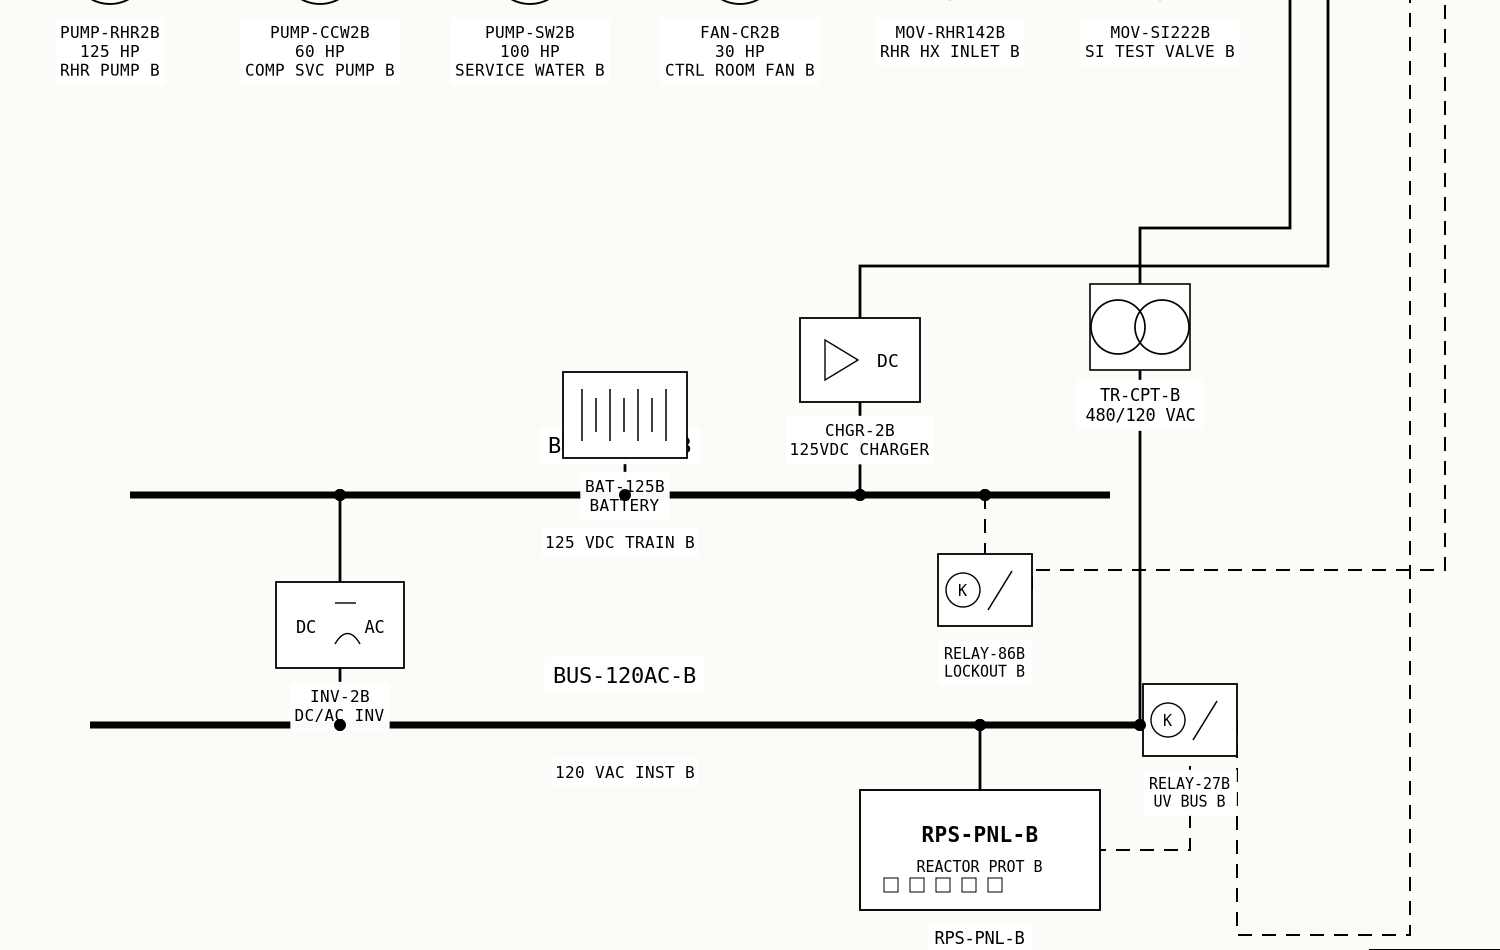 PUMP-RHR2B
125 HP
RHR PUMP B
PUMP-CCW2B
60 HP
COMP SVC PUMP B
PUMP-SW2B
100 HP
SERVICE WATER B
FAN-CR2B
30 HP
CTRL ROOM FAN B
MOV-RHR142B
RHR HX INLET B
MOV-SI222B
SI TEST VALVE B
DC
CHGR-2B
125VDC CHARGER
TR-CPT-B
480/120 VAC
BAT-125B
BATTERY
125 VDC TRAIN B
K
RELAY-86B
LOCKOUT B
DC AC
INV-2B
DC/AC INV
BUS-120AC-B
120 VAC INST B
K
RELAY-27B
UV BUS B
RPS-PNL-B
REACTOR PROT B
RPS-PNL-B